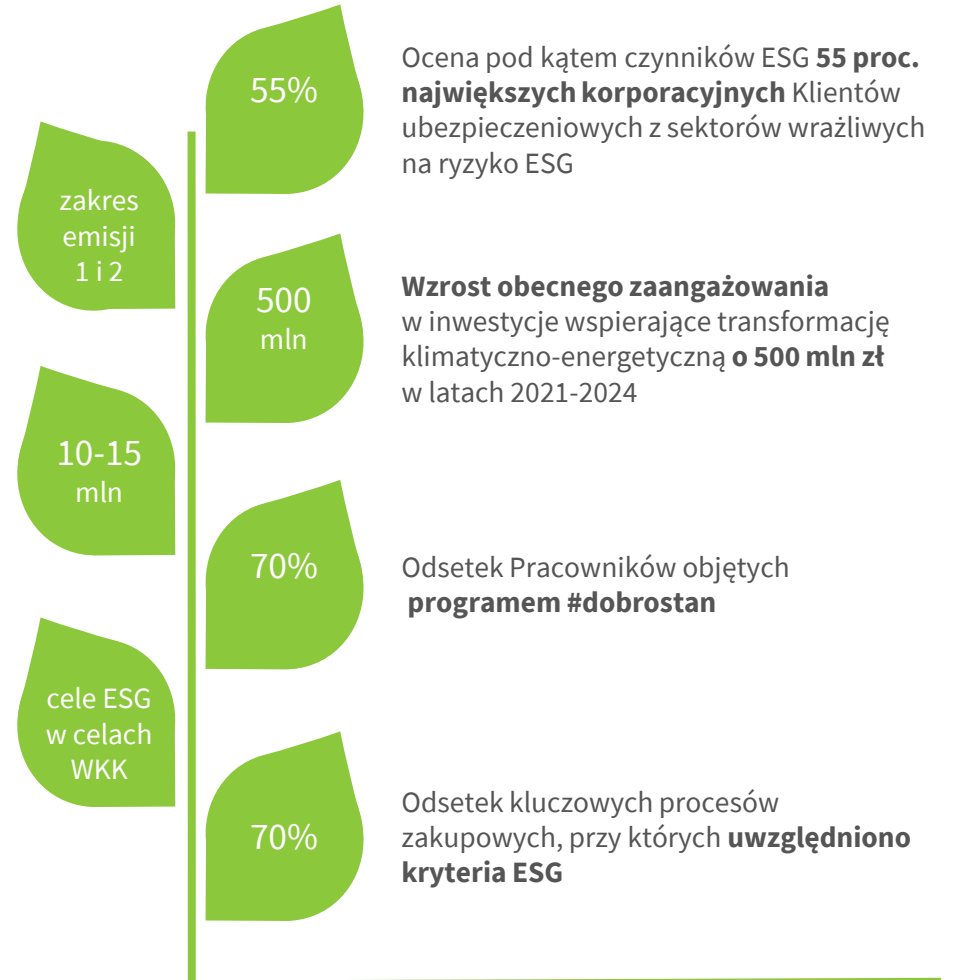 55%
Ocena pod kątem czynników ESG 55 proc.
największych korporacyjnych Klientów
ubezpieczeniowych z sektorów wrażliwych
na ryzyko ESG
zakres
emisji
1 i 2
500
mln
Wzrost obecnego zaangażowania
w inwestycje wspierające transformację
klimatyczno-energetyczną o 500 mln zł
w latach 2021-2024
10-15
mln
70%
Odsetek Pracowników objętych
programem #dobrostan
cele ESG
w celach
WKK
70%
Odsetek kluczowych procesów
zakupowych, przy których uwzględniono
kryteria ESG